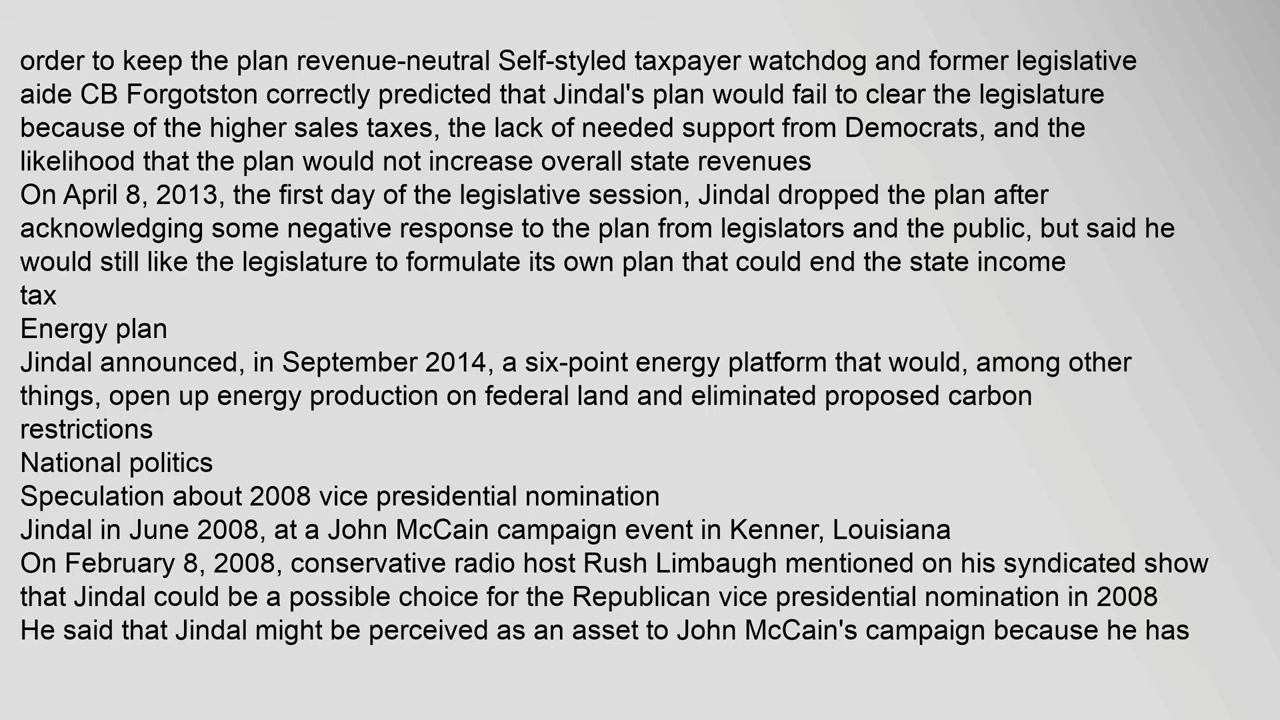 order to keep the plan revenue-neutral Self-styled taxpayer watchdog and former legislative
aide CB Forgotston correctly predicted that Jindal's plan would fail to clear the legislature
because of the higher sales taxes, the lack of needed support from Democrats, and the
likelihood that the plan would not increase overall state revenues
On April 8, 2013, the first day of the legislative session, Jindal dropped the plan after
acknowledging some negative response to the plan from legislators and the public, but said he
would still like the legislature to formulate its own plan that could end the state income
tax
Energy plan
Jindal announced, in September 2014, a six-point energy platform that would, among other
things, open up energy production on federal land and eliminated proposed carbon
restrictions
National politics
Speculation about 2008 vice presidential nomination
Jindal in June 2008, at a John McCain campaign event in Kenner, Louisiana
On February 8, 2008, conservative radio host Rush Limbaugh mentioned on his syndicated show
that Jindal could be a possible choice for the Republican vice presidential nomination in 2008
He said that Jindal might be perceived as an asset to John McCain's campaign because he has